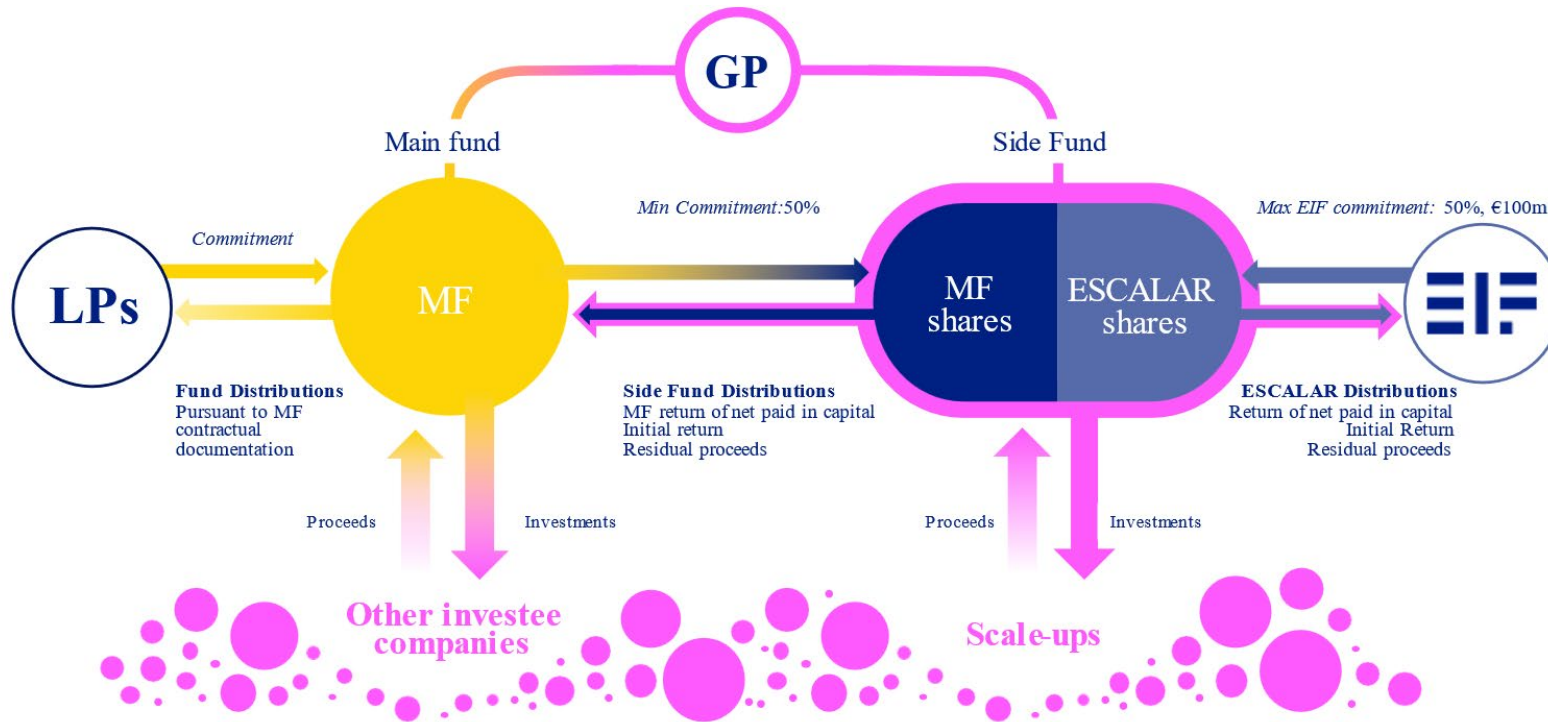 GP
Main fund
Side Fund
Min Commitment:50%
Max EIF commitment: 50%, €100m
Commitment
LPs
MF
MF
shares
ESCALAR
shares
EIF
Fund Distributions
Pursuant to MF
contractual
documentation
Side Fund Distributions
MF return of net paid in capital
Initial return
Residual proceeds
ESCALAR Distributions
Return of net paid in capital
Initial Return
Residual proceeds
Proceeds
Investments
Proceeds
Investments
Other investee
companies
Scale-ups